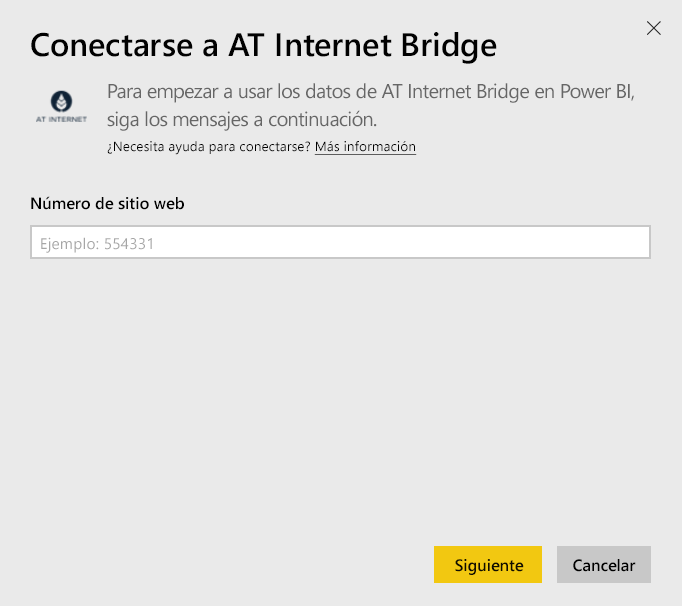 Conectarse a AT Internet Bridge
AT INTERNET
Para empezar a usar los datos de AT Internet Bridge en Power BI,
siga los mensajes a continuación.
¿Necesita ayuda para conectarse? Más información
Número de sitio web
Ejemplo: 554331
Siguiente
Cancelar